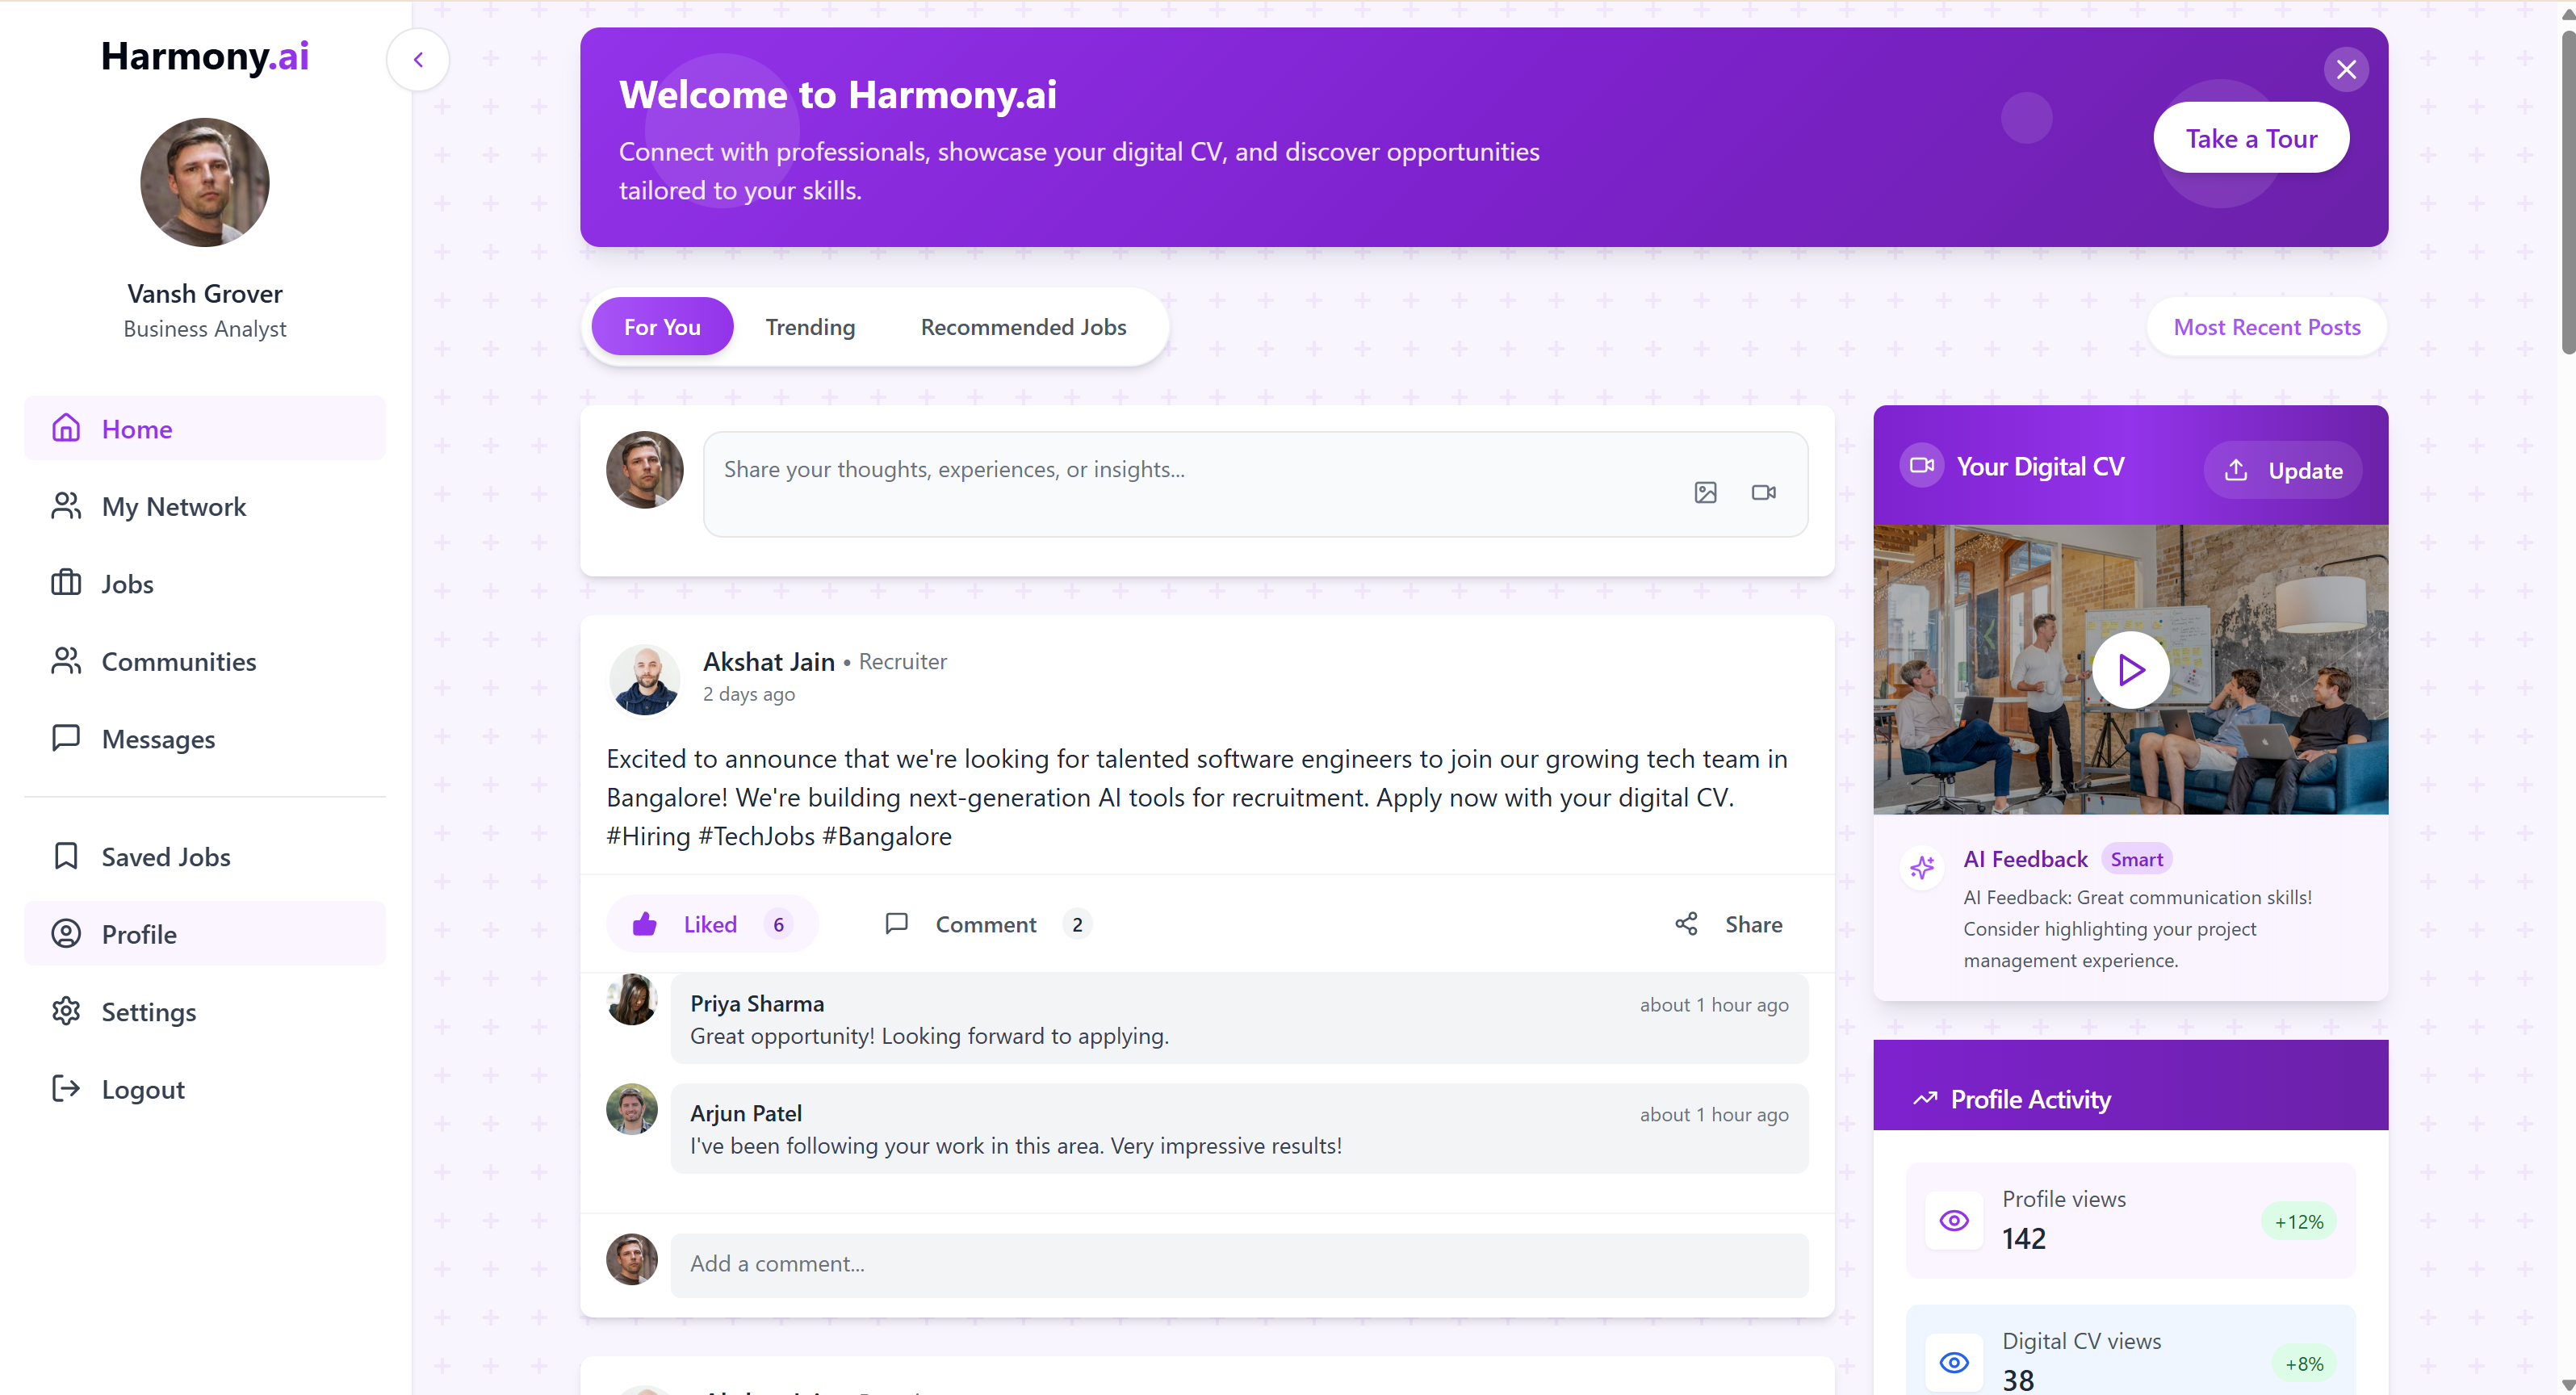 Harmony.ai
Vansh Grover
Business Analyst
Home
My Network
Jobs
Communities
Messages
Saved Jobs
Profile
Settings
Logout
Welcome to Harmony.ai
Connect with professionals, showcase your digital CV, and discover opportunities
tailored to your skills.
Take a Tour
For You
Trending
Recommended Jobs
Most Recent Posts
Share your thoughts, experiences, or insights...
Akshat Jain • Recruiter
2 days ago
Excited to announce that we're looking for talented software engineers to join our growing tech team in
Bangalore! We're building next-generation AI tools for recruitment. Apply now with your digital CV.
#Hiring #TechJobs #Bangalore
Liked 6
Comment 2
Share
Priya Sharma
about 1 hour ago
Great opportunity! Looking forward to applying.
Arjun Patel
about 1 hour ago
I've been following your work in this area. Very impressive results!
Add a comment...
Your Digital CV
Update
AI Feedback Smart
AI Feedback: Great communication skills!
Consider highlighting your project
management experience.
Profile Activity
Profile views
142
+12%
Digital CV views
38
+8%